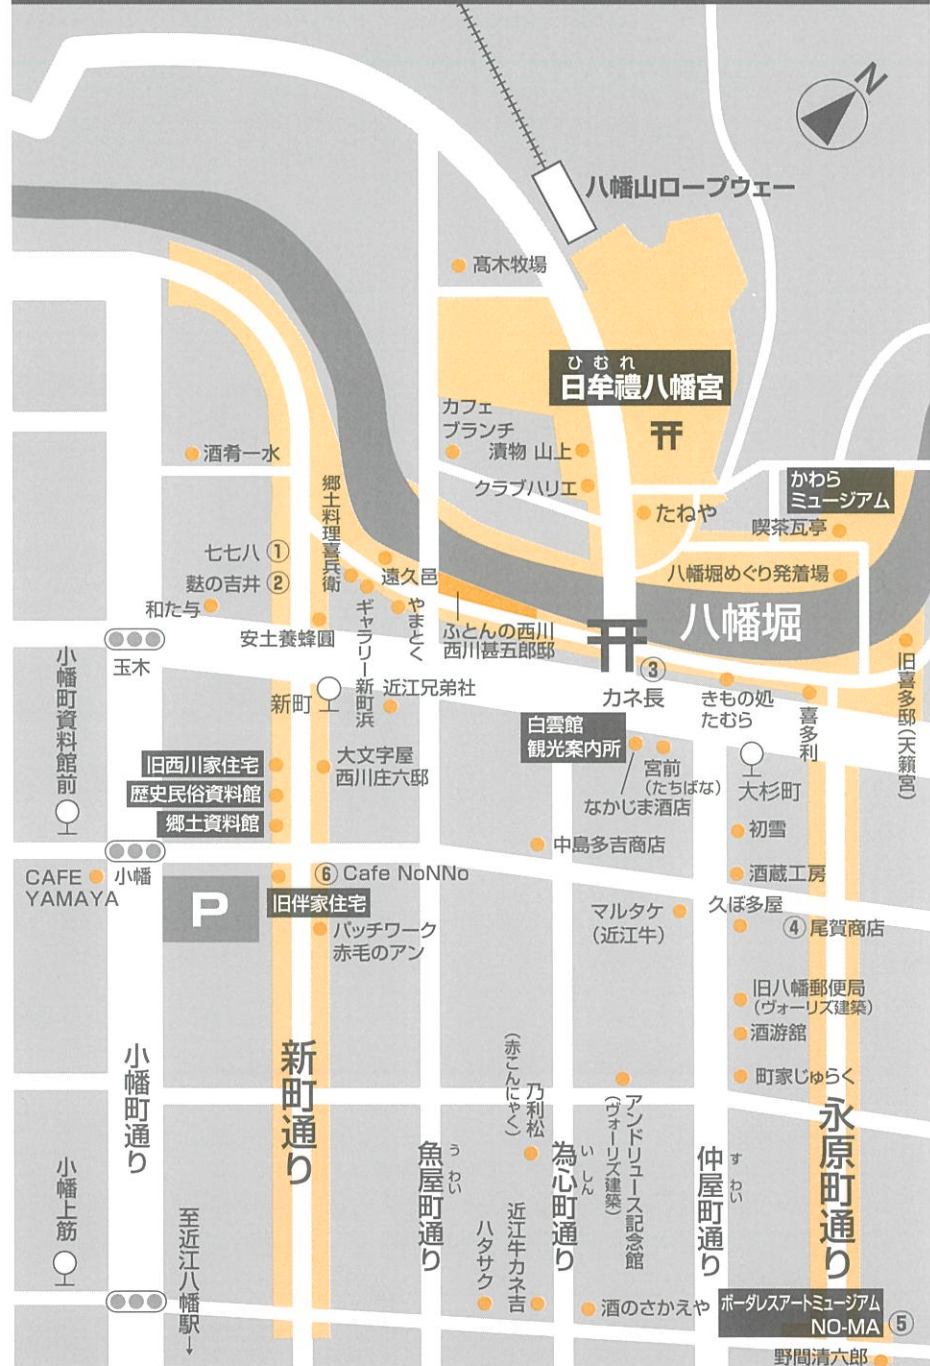 N
八幡山ロープウェー
髙木牧場
ひむれ
日牟禮八幡宮
カフェ
ブランチ
漬物 山上
クラブハリエ
たねや
かわら
ミュージアム
喫茶瓦亭
八幡堀めぐり発着場
八幡堀
酒肴一水
郷土料理喜兵衛
七七八 ①
麩の吉井 ②
和た与
安土養蜂園
遠久邑
やまとく
ギャラリー新町浜
ふとんの西川
西川甚五郎邸
③
カネ長
きもの処
たむら
喜多利
旧喜多邸(天籟宮)
玉木
小幡町資料館前
新町
近江兄弟社
白雲館
観光案内所
宮前
(たちばな)
なかじま酒店
大杉町
旧西川家住宅
歴史民俗資料館
郷土資料館
大文字屋
西川庄六邸
中島多吉商店
初雪
酒蔵工房
CAFE
YAMAYA
小幡
P
⑥ Cafe NoNNo
旧伴家住宅
パッチワーク
赤毛のアン
マルタケ
(近江牛)
久ぼ多屋
④ 尾賀商店
旧八幡郵便局
(ヴォーリズ建築)
酒游舘
町家じゅらく
小幡町通り
新町通り
魚屋町通り
うわい
乃利松
(赤こんにゃく)
為心町通り
いしん
アンドリュース記念館
(ヴォーリズ建築)
仲屋町通り
すわい
永原町通り
小幡上筋
至近江八幡駅→
ハタサク
近江牛カネ吉
酒のさかえや
ボーダレスアートミュージアム
NO-MA
⑤
野間清六邸